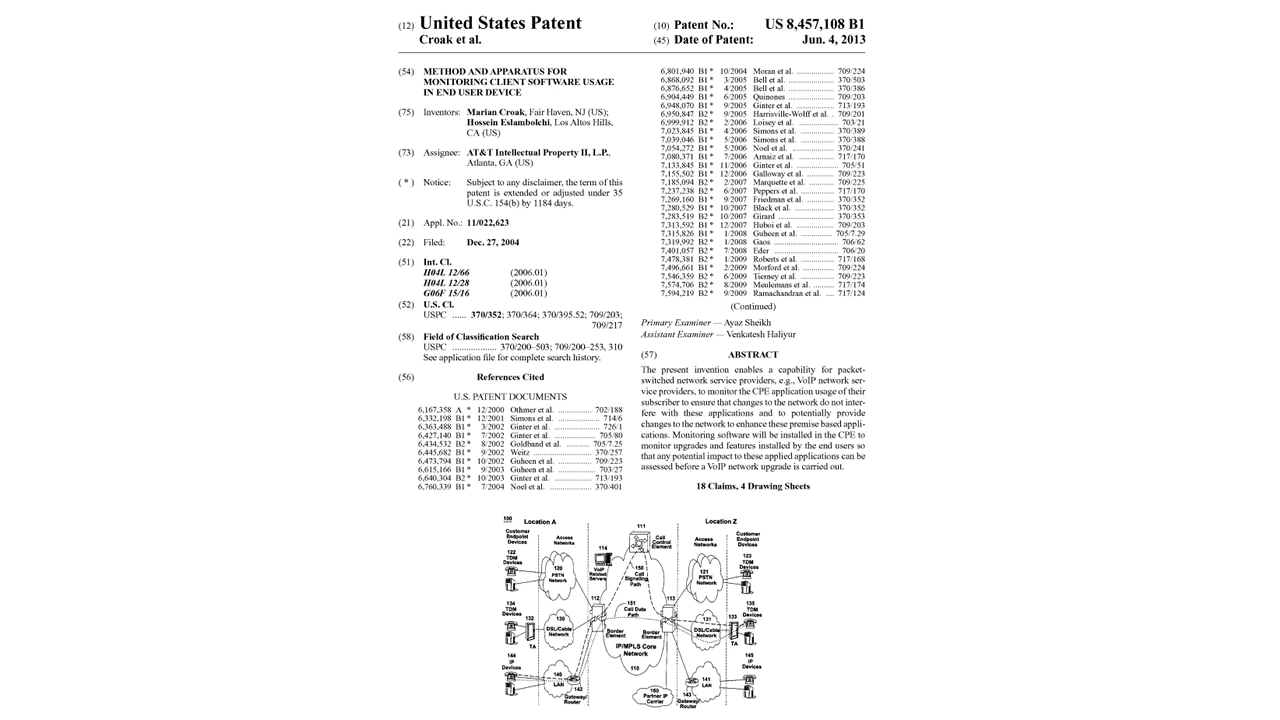 (12) United States Patent
Croak et al.
(10) Patent No.: US 8,457,108 B1
(45) Date of Patent: Jun. 4, 2013
(54) METHOD AND APPARATUS FOR
MONITORING CLIENT SOFTWARE USAGE
IN END USER DEVICE
(75) Inventors: Marian Croak, Fair Haven, NJ (US);
Hossein Eslambolchi, Los Altos Hills,
CA (US)
(73) Assignee: AT&T Intellectual Property II, L.P.,
Atlanta, GA (US)
( * ) Notice: Subject to any disclaimer, the term of this
patent is extended or adjusted under 35
U.S.C. 154(b) by 1184 days.
(21) Appl. No.: 11/022,623
(22) Filed: Dec. 27, 2004
(51) Int. Cl.
H04L 12/66 (2006.01)
H04L 12/28 (2006.01)
G06F 15/16 (2006.01)
(52) U.S. Cl.
USPC ...... 370/352; 370/364; 370/395.52; 709/203;
709/217
(58) Field of Classification Search
USPC .................. 370/200–503; 709/200–253, 310
See application file for complete search history.
(56) References Cited
U.S. PATENT DOCUMENTS
6,167,358 A * 12/2000 Othmer et al. .............. 702/188
6,332,198 B1 * 12/2001 Simons et al. .................. 714/6
6,363,488 B1 * 3/2002 Ginter et al. .................. 726/1
6,427,140 B1 * 7/2002 Ginter et al. ................. 705/80
6,434,532 B2 * 8/2002 Goldband et al. ......... 705/7.25
6,445,682 B1 * 9/2002 Weitz ........................ 370/257
6,473,794 B1 * 10/2002 Guheen et al. .............. 709/223
6,615,166 B1 * 9/2003 Guheen et al. ................ 703/27
6,640,304 B2 * 10/2003 Ginter et al. ................ 713/193
6,760,339 B1 * 7/2004 Noel et al. .................. 370/401
6,801,940 B1 * 10/2004 Moran et al. ................ 709/224
6,868,092 B1 * 3/2005 Bell et al. .................. 370/503
6,876,652 B1 * 4/2005 Bell et al. .................. 370/386
6,904,449 B1 * 6/2005 Quinones .................... 709/203
6,948,070 B1 * 9/2005 Ginter et al. ................ 713/193
6,950,847 B2 * 9/2005 Harrisville-Wolff et al. . 709/201
6,999,912 B2 * 2/2006 Loisey et al. ................ 703/21
7,023,845 B1 * 4/2006 Simons et al. .............. 370/389
7,039,046 B1 * 5/2006 Simons et al. .............. 370/388
7,054,272 B1 * 5/2006 Noel et al. .................. 370/241
7,080,371 B1 * 7/2006 Arnaiz et al. ................ 717/170
7,133,845 B1 * 11/2006 Ginter et al. ................ 705/51
7,155,502 B1 * 12/2006 Galloway et al. ............ 709/223
7,185,094 B2 * 2/2007 Marquette et al. ............ 709/225
7,237,238 B2 * 6/2007 Peppers et al. .............. 717/170
7,269,160 B1 * 9/2007 Friedman et al. ............ 370/352
7,280,529 B1 * 10/2007 Black et al. ................ 370/352
7,283,519 B2 * 10/2007 Girard ...................... 370/353
7,313,592 B1 * 12/2007 Huboi et al. ................ 709/203
7,315,826 B1 * 1/2008 Guheen et al. .............. 705/7.29
7,319,992 B2 * 1/2008 Gaos .......................... 706/62
7,401,057 B2 * 7/2008 Eder .......................... 706/20
7,478,381 B2 * 1/2009 Roberts et al. .............. 717/168
7,496,661 B1 * 2/2009 Morford et al. .............. 709/224
7,546,359 B2 * 6/2009 Tierney et al. .............. 709/223
7,574,706 B2 * 8/2009 Meulemans et al. .......... 717/174
7,594,219 B2 * 9/2009 Ramachandran et al. .... 717/124
(Continued)
Primary Examiner — Ayaz Sheikh
Assistant Examiner — Venkatesh Haliyur
(57) ABSTRACT
The present invention enables a capability for packet-
switched network service providers, e.g., VoIP network ser-
vice providers, to monitor the CPE application usage of their
subscriber to ensure that changes to the network do not inter-
fere with these applications and to potentially provide
changes to the network to enhance these premise based appli-
cations. Monitoring software will be installed in the CPE to
monitor upgrades and features installed by the end users so
that any potential impact to these applied applications can be
assessed before a VoIP network upgrade is carried out.
18 Claims, 4 Drawing Sheets
100
Location A
Location Z
111
Call
Control
Element
Customer
Endpoint
Devices
Access
Networks
Access
Networks
Customer
Endpoint
Devices
122
TDM
Devices
120
PSTN
Network
114
VoIP
Related
Servers
150
Call
Signaling
Path
121
PSTN
Network
123
TDM
Devices
112
151
Call Data
Path
113
134
TDM
Devices
132
TA
130
DSL/Cable
Network
Border
Element
Border
Element
131
DSL/Cable
Network
133
TA
135
TDM
Devices
IP/MPLS Core
Network
110
144
IP
Devices
140
LAN
142
Gateway/
Router
160
Partner IP
Carrier
143
Gateway/
Router
141
LAN
145
IP
Devices